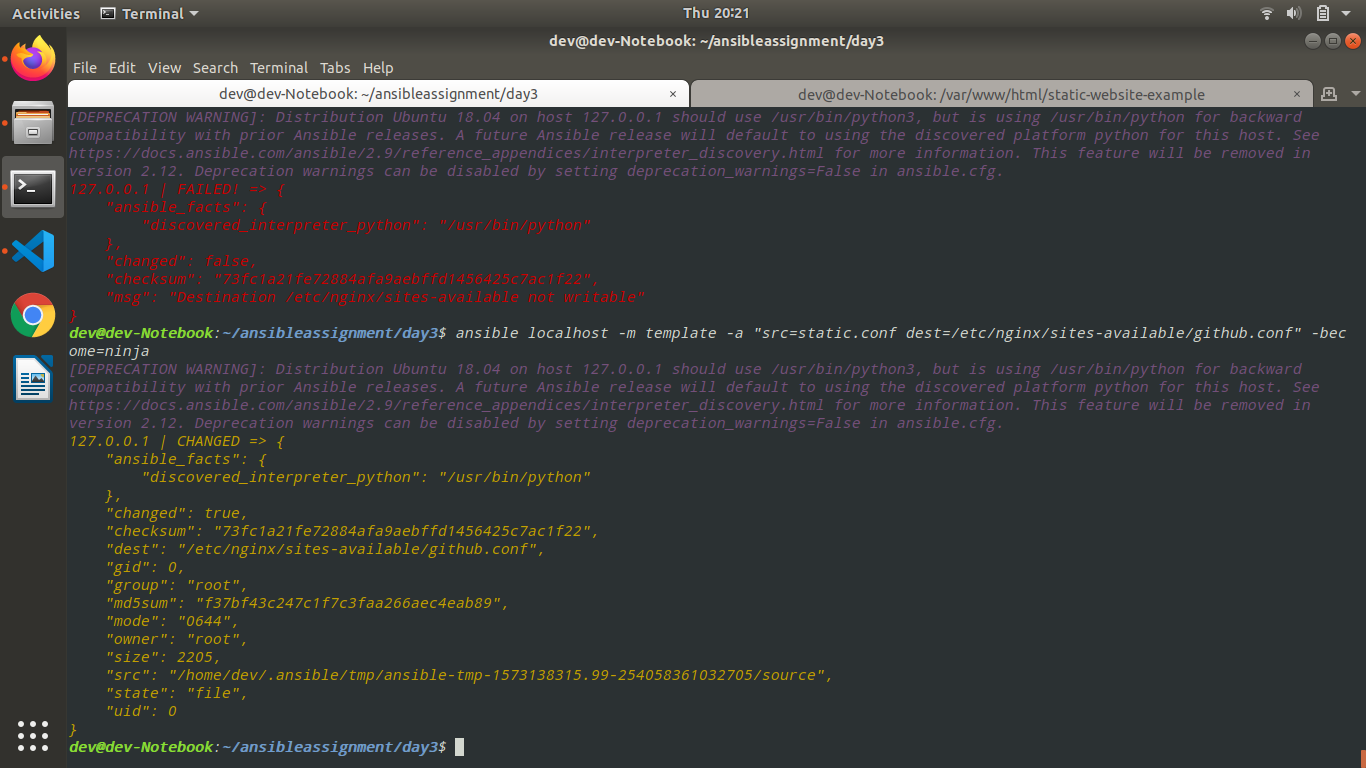 Activities Terminal Thu 20:21
dev@dev-Notebook: ~/ansibleassignment/day3
File Edit View Search Terminal Tabs Help
dev@dev-Notebook: ~/ansibleassignment/day3 × dev@dev-Notebook: /var/www/html/static-website-example ×
[DEPRECATION WARNING]: Distribution Ubuntu 18.04 on host 127.0.0.1 should use /usr/bin/python3, but is using /usr/bin/python for backward
compatibility with prior Ansible releases. A future Ansible release will default to using the discovered platform python for this host. See
https://docs.ansible.com/ansible/2.9/reference_appendices/interpreter_discovery.html for more information. This feature will be removed in
version 2.12. Deprecation warnings can be disabled by setting deprecation_warnings=False in ansible.cfg.
127.0.0.1 | FAILED! => {
    "ansible_facts": {
        "discovered_interpreter_python": "/usr/bin/python"
    },
    "changed": false,
    "checksum": "73fc1a21fe72884afa9aebffd1456425c7ac1f22",
    "msg": "Destination /etc/nginx/sites-available not writable"
}
dev@dev-Notebook:~/ansibleassignment/day3$ ansible localhost -m template -a "src=static.conf dest=/etc/nginx/sites-available/github.conf" -bec
ome=ninja
[DEPRECATION WARNING]: Distribution Ubuntu 18.04 on host 127.0.0.1 should use /usr/bin/python3, but is using /usr/bin/python for backward
compatibility with prior Ansible releases. A future Ansible release will default to using the discovered platform python for this host. See
https://docs.ansible.com/ansible/2.9/reference_appendices/interpreter_discovery.html for more information. This feature will be removed in
version 2.12. Deprecation warnings can be disabled by setting deprecation_warnings=False in ansible.cfg.
127.0.0.1 | CHANGED => {
    "ansible_facts": {
        "discovered_interpreter_python": "/usr/bin/python"
    },
    "changed": true,
    "checksum": "73fc1a21fe72884afa9aebffd1456425c7ac1f22",
    "dest": "/etc/nginx/sites-available/github.conf",
    "gid": 0,
    "group": "root",
    "md5sum": "f37bf43c247c1f7c3faa266aec4eab89",
    "mode": "0644",
    "owner": "root",
    "size": 2205,
    "src": "/home/dev/.ansible/tmp/ansible-tmp-1573138315.99-254058361032705/source",
    "state": "file",
    "uid": 0
}
dev@dev-Notebook:~/ansibleassignment/day3$